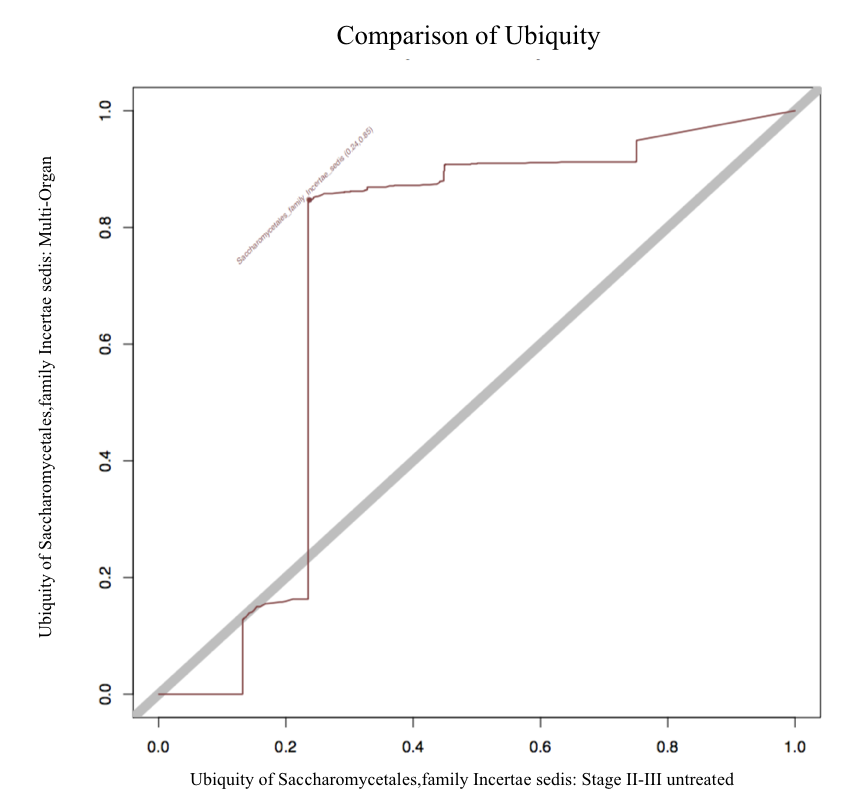 Comparison of Ubiquity
Ubiquity of Saccharomycetales,family Incertae sedis: Multi-Organ
1.0
0.8
0.6
0.4
0.2
0.0
Saccharomycetales_family_Incertae_sedis (0.24,0.85)
0.0 0.2 0.4 0.6 0.8 1.0
Ubiquity of Saccharomycetales,family Incertae sedis: Stage II-III untreated